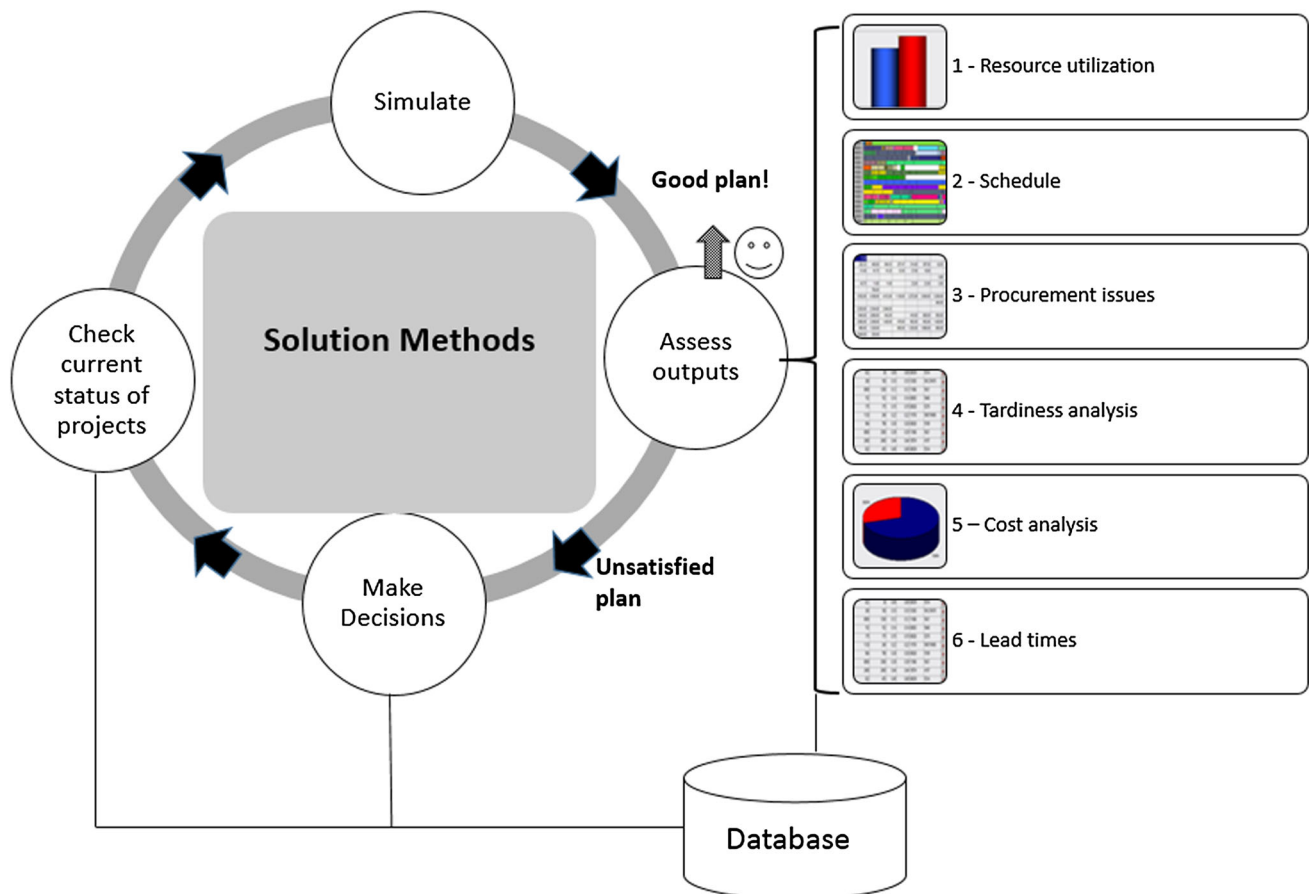 Simulate
Good plan!
Solution Methods
Assess
outputs
Check
current
status of
projects
Unsatisfied
plan
Make
Decisions
1 - Resource utilization
2 - Schedule
3 - Procurement issues
4 - Tardiness analysis
5 – Cost analysis
6 - Lead times
Database